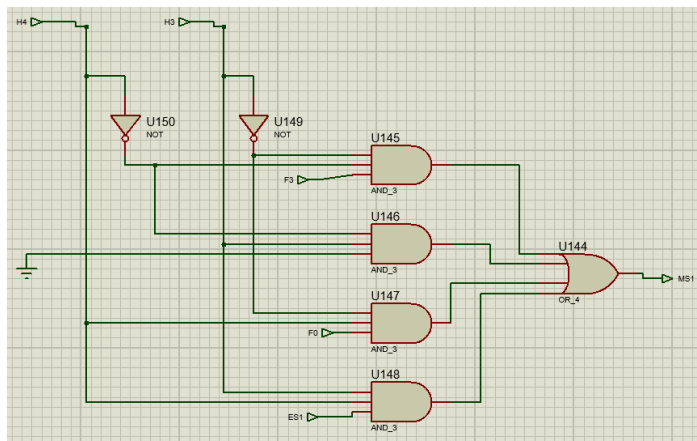 H4
H3
U150
NOT
U149
NOT
U145
AND_3
F3
U146
AND_3
U144
OR_4
MS1
U147
AND_3
F0
U148
AND_3
ES1